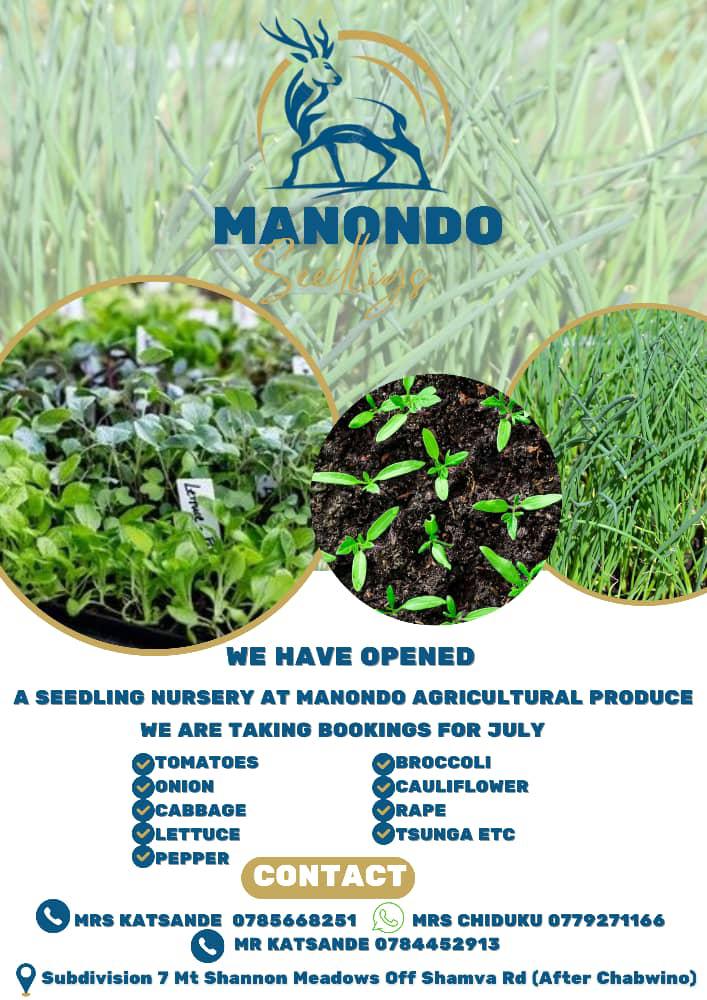 MANONDO
Seedlings
Lettuce
WE HAVE OPENED
A SEEDLING NURSERY AT MANONDO AGRICULTURAL PRODUCE
WE ARE TAKING BOOKINGS FOR JULY
TOMATOES
ONION
CABBAGE
LETTUCE
PEPPER
BROCCOLI
CAULIFLOWER
RAPE
TSUNGA ETC
CONTACT
MRS KATSANDE 0785668251 MRS CHIDUKU 0779271166
MR KATSANDE 0784452913
Subdivision 7 Mt Shannon Meadows Off Shamva Rd (After Chabwino)